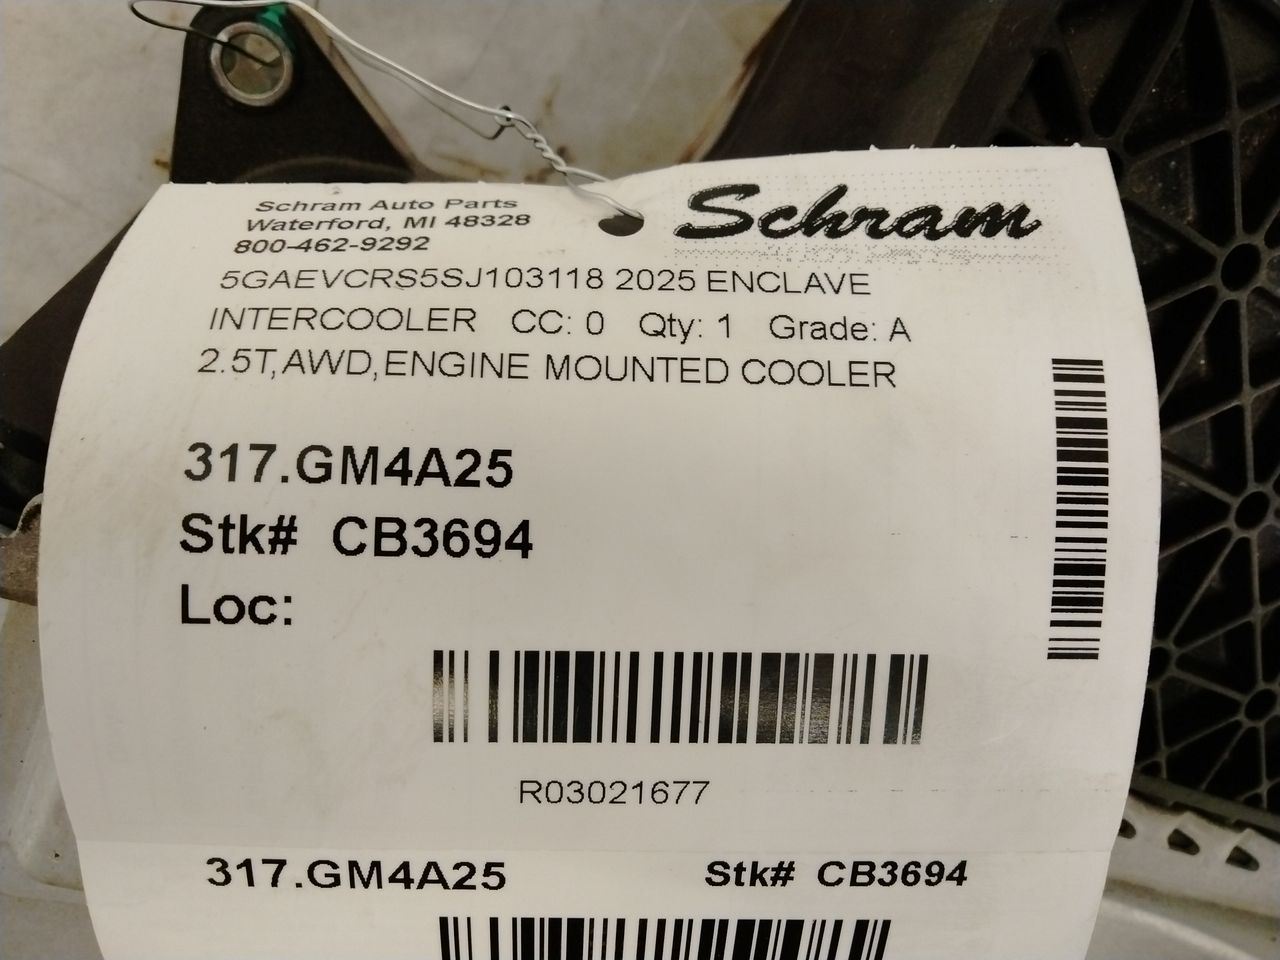 Schram Auto Parts
Waterford, MI 48328
800-462-9292
Schram
5GAEVCRS5SJ103118 2025 ENCLAVE
INTERCOOLER CC: 0 Qty: 1 Grade: A
2.5T,AWD,ENGINE MOUNTED COOLER
317.GM4A25
Stk# CB3694
Loc:
R03021677
317.GM4A25 Stk# CB3694